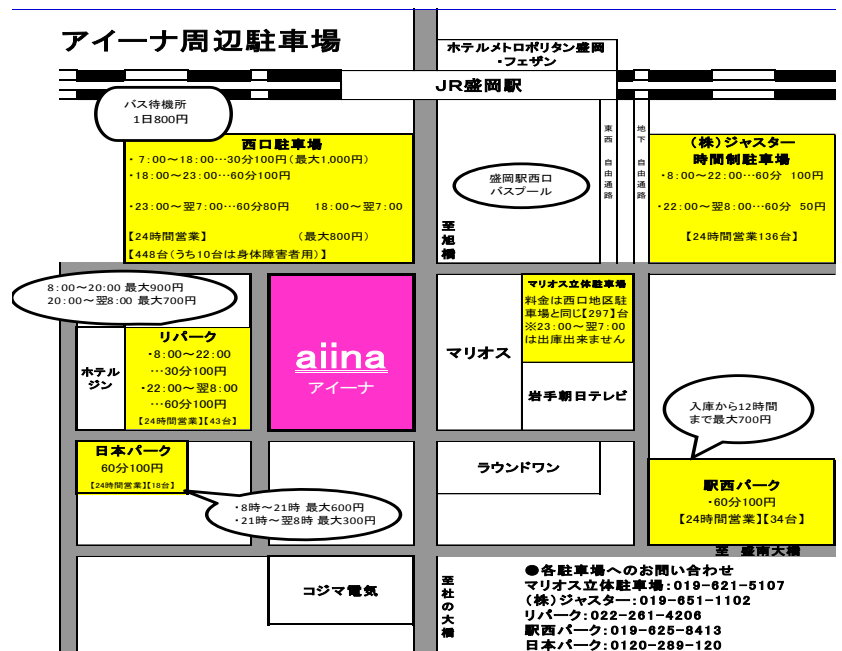 アイーナ周辺駐車場
ホテルメトロポリタン盛岡
・フェザン
JR盛岡駅
バス待機所
1日800円
西口駐車場
・7:00～18:00…30分100円(最大1,000円)
・18:00～23:00…60分100円
・23:00～翌7:00…60分80円 18:00～翌7:00
【24時間営業】 (最大800円)
【448台(うち10台は身体障害者用)】
盛岡駅西口
バスプール
東西 自由通路
地下 自由通路
(株)ジャスター
時間制駐車場
・8:00～22:00…60分 100円
・22:00～翌8:00…60分 50円
【24時間営業136台】
至旭橋
8:00～20:00 最大900円
20:00～翌8:00 最大700円
リパーク
・8:00～22:00
…30分100円
・22:00～翌8:00
…60分100円
【24時間営業】【43台】
ホテル
ジン
aiina
アイーナ
マリオス
マリオス立体駐車場
料金は西口地区駐
車場と同じ【297】台
※23:00～翌7:00
は出庫出来ません
岩手朝日テレビ
入庫から12時間
まで最大700円
日本パーク
60分100円
【24時間営業】【18台】
・8時～21時 最大600円
・21時～翌8時 最大300円
ラウンドワン
駅西パーク
・60分100円
【24時間営業】【34台】
至 盛南大橋
コジマ電気
至杜の大橋
●各駐車場へのお問い合わせ
マリオス立体駐車場:019-621-5107
(株)ジャスター:019-651-1102
リパーク:022-261-4206
駅西パーク:019-625-8413
日本パーク:0120-289-120